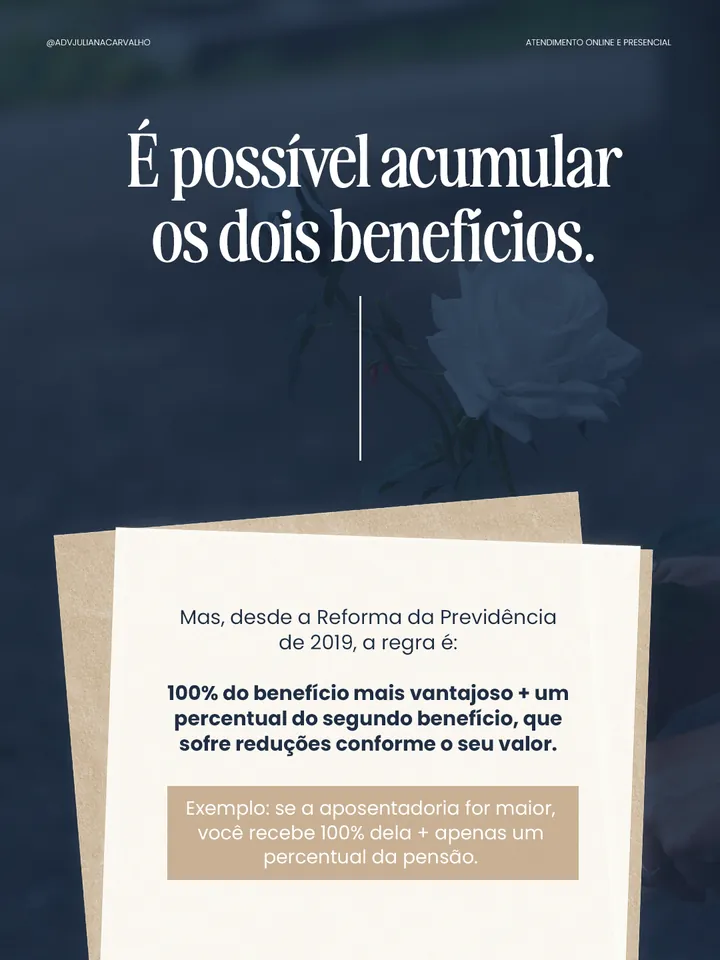 @ADVJULIANACARVALHO
ATENDIMENTO ONLINE E PRESENCIAL
É possível acumular
os dois benefícios.
Mas, desde a Reforma da Previdência
de 2019, a regra é:
100% do benefício mais vantajoso + um
percentual do segundo benefício, que
sofre reduções conforme o seu valor.
Exemplo: se a aposentadoria for maior,
você recebe 100% dela + apenas um
percentual da pensão.